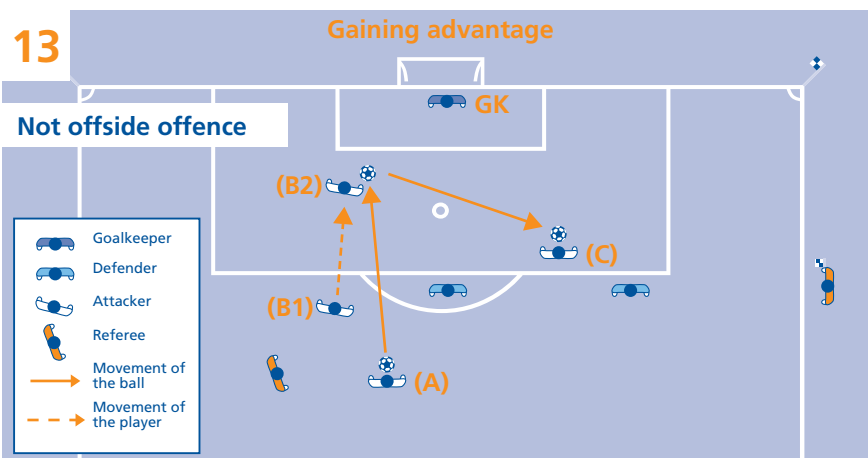 13
Gaining advantage
GK
Not offside offence
(B2)
(C)
(B1)
(A)
Goalkeeper
Defender
Attacker
Referee
Movement of
the ball
Movement of
the player